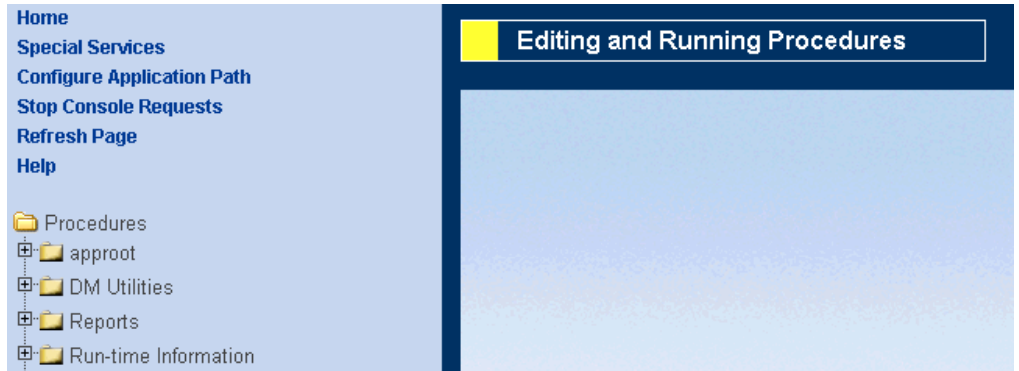 Home
Special Services
Configure Application Path
Stop Console Requests
Refresh Page
Help
Procedures
approot
DM Utilities
Reports
Run-time Information
Editing and Running Procedures